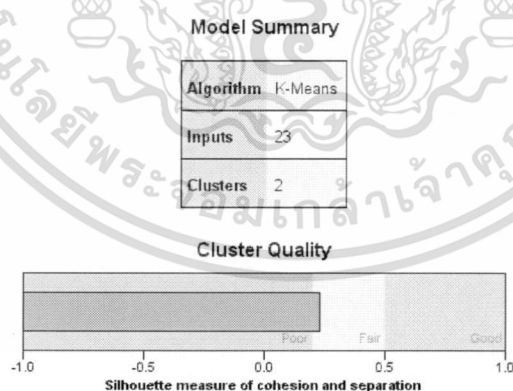 Model Summary
Algorithm K-Means
Inputs 23
Clusters 2
Cluster Quality
Poor Fair Good
-1.0 -0.5 0.0 0.5 1.0
Silhouette measure of cohesion and separation